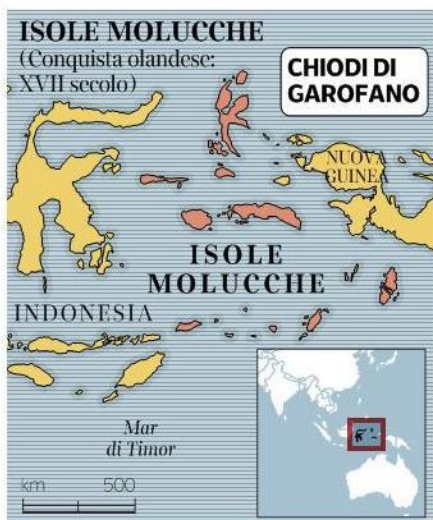 ISOLE MOLUCCHE
(Conquista olandese:
XVII secolo)
CHIODI DI
GAROFANO
NUOVA
GUINEA
ISOLE
MOLUCCHE
INDONESIA
Mar
di Timor
km 500